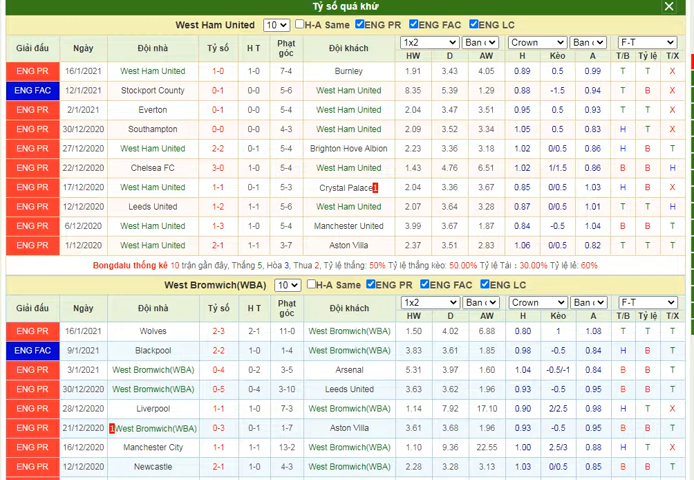 Tỷ số quá khứ
West Ham United 10 H-A Same ENG PR ENG FAC ENG LC
Giải đấu Ngày Đội nhà Tỷ số H T Phạt góc Đội khách 1x2 Ban Crown Ban F-T
HW D AW H Kèo A T/B Tỷ lệ T/X
ENG PR 16/1/2021 West Ham United 1-0 1-0 7-4 Burnley 1.91 3.43 4.05 0.89 0.5 0.99 T T X
ENG FAC 12/1/2021 Stockport County 0-1 0-0 5-6 West Ham United 8.35 5.39 1.29 0.88 -1.5 0.94 T B X
ENG PR 2/1/2021 Everton 0-1 0-0 5-4 West Ham United 2.04 3.47 3.51 0.95 0.5 0.93 T T X
ENG PR 30/12/2020 Southampton 0-0 0-0 4-3 West Ham United 2.09 3.52 3.34 1.05 0.5 0.83 H T X
ENG PR 27/12/2020 West Ham United 2-2 0-1 5-4 Brighton Hove Albion 2.23 3.36 3.18 1.02 0/0.5 0.86 H B T
ENG PR 22/12/2020 Chelsea FC 3-0 1-0 5-4 West Ham United 1.43 4.76 6.51 1.02 1/1.5 0.86 B B H
ENG PR 17/12/2020 West Ham United 1-1 0-1 5-3 Crystal Palace 1 2.04 3.36 3.67 0.85 0/0.5 1.03 H B X
ENG PR 12/12/2020 Leeds United 1-2 1-1 5-6 West Ham United 2.07 3.64 3.28 0.87 0/0.5 1.01 T T H
ENG PR 6/12/2020 West Ham United 1-3 1-0 5-4 Manchester United 3.99 3.67 1.87 0.84 -0.5 1.04 B B T
ENG PR 1/12/2020 West Ham United 2-1 1-1 3-7 Aston Villa 2.37 3.51 2.83 1.06 0/0.5 0.82 T T T
Bongdalu thống kê 10 trận gần đây, Thắng 5, Hòa 3, Thua 2, Tỷ lệ thắng: 50% Tỷ lệ thắng kèo: 50.00% Tỷ lệ Tài : 30.00% Tỷ lệ lẻ: 60%
West Bromwich(WBA) 10 H-A Same ENG PR ENG FAC ENG LC
Giải đấu Ngày Đội nhà Tỷ số H T Phạt góc Đội khách 1x2 Ban Crown Ban F-T
HW D AW H Kèo A T/B Tỷ lệ T/X
ENG PR 16/1/2021 Wolves 2-3 2-1 11-0 West Bromwich(WBA) 1.50 4.02 6.88 0.80 1 1.08 T T T
ENG FAC 9/1/2021 Blackpool 2-2 1-0 1-4 West Bromwich(WBA) 3.83 3.61 1.85 0.98 -0.5 0.84 H B T
ENG PR 3/1/2021 West Bromwich(WBA) 0-4 0-2 3-5 Arsenal 5.31 3.97 1.60 1.04 -0.5/-1 0.84 B B T
ENG PR 30/12/2020 West Bromwich(WBA) 0-5 0-4 3-10 Leeds United 3.63 3.62 1.96 0.93 -0.5 0.95 B B T
ENG PR 28/12/2020 Liverpool 1-1 1-0 7-3 West Bromwich(WBA) 1.14 7.92 17.10 0.90 2/2.5 0.98 H T X
ENG PR 21/12/2020 1 West Bromwich(WBA) 0-3 0-1 1-7 Aston Villa 3.61 3.68 1.96 0.93 -0.5 0.95 B B T
ENG PR 16/12/2020 Manchester City 1-1 1-1 13-2 West Bromwich(WBA) 1.10 9.36 22.55 1.00 2.5/3 0.88 H T X
ENG PR 12/12/2020 Newcastle 2-1 1-0 4-3 West Bromwich(WBA) 2.28 3.28 3.13 1.03 0/0.5 0.85 B B T